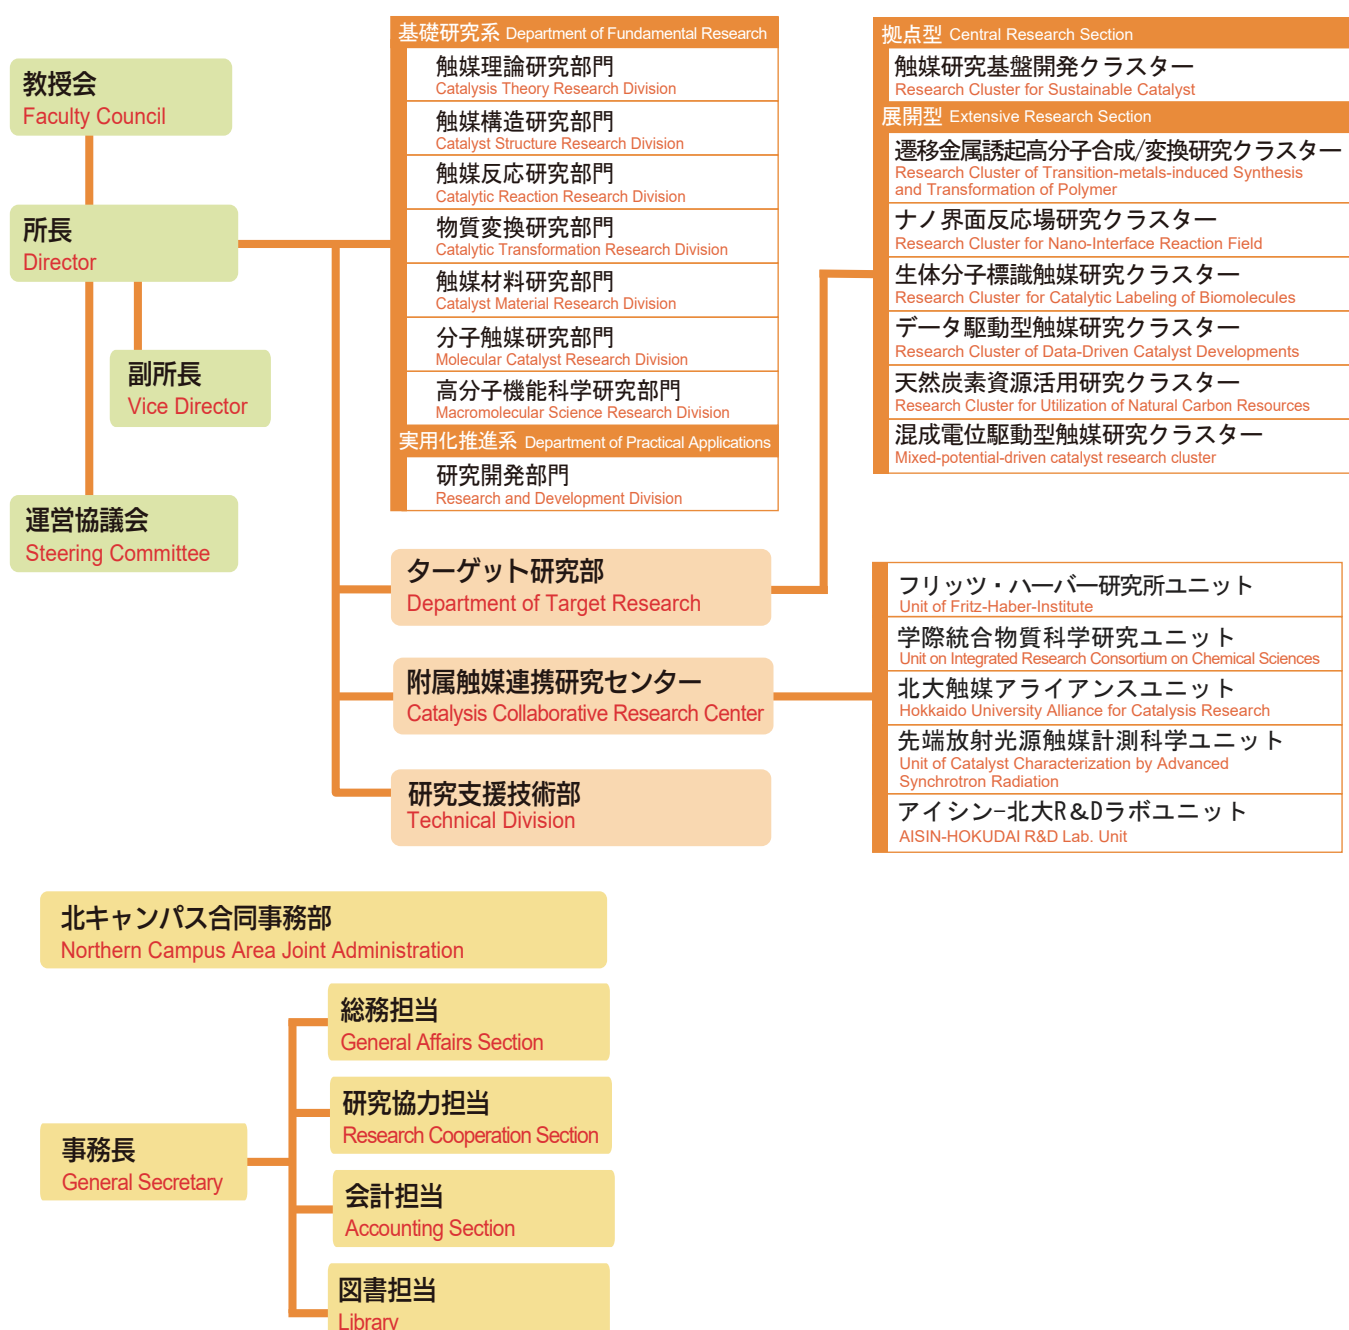 教授会
Faculty Council
所長
Director
副所長
Vice Director
運営協議会
Steering Committee
基礎研究系 Department of Fundamental Research
触媒理論研究部門
Catalysis Theory Research Division
触媒構造研究部門
Catalyst Structure Research Division
触媒反応研究部門
Catalytic Reaction Research Division
物質変換研究部門
Catalytic Transformation Research Division
触媒材料研究部門
Catalyst Material Research Division
分子触媒研究部門
Molecular Catalyst Research Division
高分子機能科学研究部門
Macromolecular Science Research Division
実用化推進系 Department of Practical Applications
研究開発部門
Research and Development Division
ターゲット研究部
Department of Target Research
附属触媒連携研究センター
Catalysis Collaborative Research Center
研究支援技術部
Technical Division
拠点型 Central Research Section
触媒研究基盤開発クラスター
Research Cluster for Sustainable Catalyst
展開型 Extensive Research Section
遷移金属誘起高分子合成/変換研究クラスター
Research Cluster of Transition-metals-induced Synthesis
and Transformation of Polymer
ナノ界面反応場研究クラスター
Research Cluster for Nano-Interface Reaction Field
生体分子標識触媒研究クラスター
Research Cluster for Catalytic Labeling of Biomolecules
データ駆動型触媒研究クラスター
Research Cluster of Data-Driven Catalyst Developments
天然炭素資源活用研究クラスター
Research Cluster for Utilization of Natural Carbon Resources
混成電位駆動型触媒研究クラスター
Mixed-potential-driven catalyst research cluster
フリッツ・ハーバー研究所ユニット
Unit of Fritz-Haber-Institute
学際統合物質科学研究ユニット
Unit on Integrated Research Consortium on Chemical Sciences
北大触媒アライアンスユニット
Hokkaido University Alliance for Catalysis Research
先端放射光源触媒計測科学ユニット
Unit of Catalyst Characterization by Advanced
Synchrotron Radiation
アイシン-北大R&Dラボユニット
AISIN-HOKUDAI R&D Lab. Unit
北キャンパス合同事務部
Northern Campus Area Joint Administration
事務長
General Secretary
総務担当
General Affairs Section
研究協力担当
Research Cooperation Section
会計担当
Accounting Section
図書担当
Library